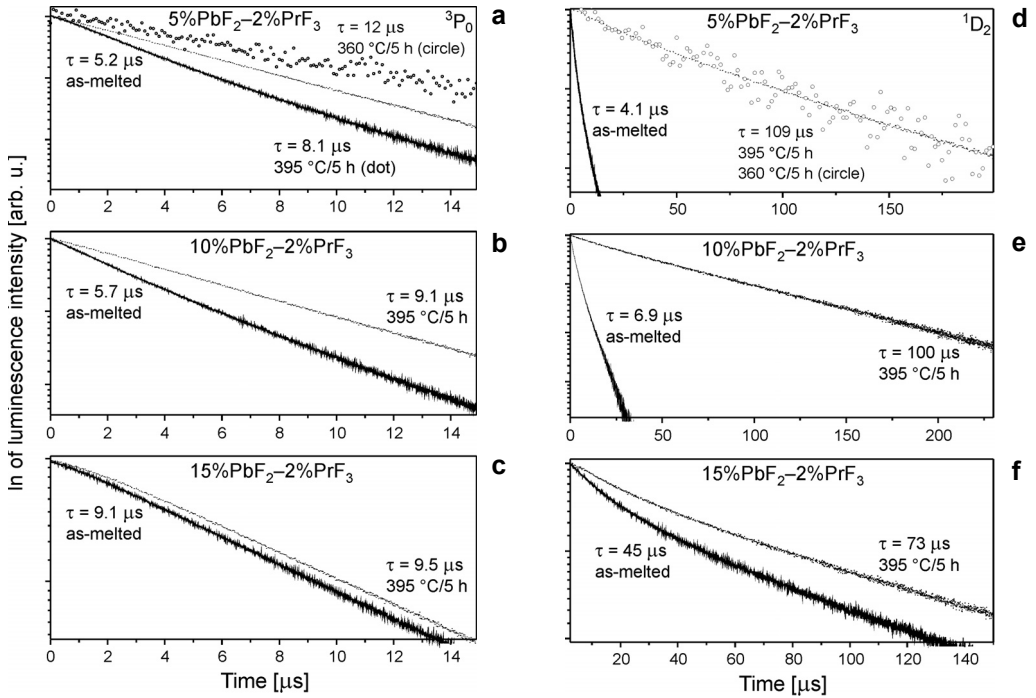 ln of luminescence intensity [arb. u.]
5%PbF₂–2%PrF₃
³P₀
a
τ = 12 μs
360 °C/5 h (circle)
τ = 5.2 μs
as-melted
τ = 8.1 μs
395 °C/5 h (dot)
0 2 4 6 8 10 12 14
10%PbF₂–2%PrF₃
b
τ = 5.7 μs
as-melted
τ = 9.1 μs
395 °C/5 h
0 2 4 6 8 10 12 14
15%PbF₂–2%PrF₃
c
τ = 9.1 μs
as-melted
τ = 9.5 μs
395 °C/5 h
0 2 4 6 8 10 12 14
Time [μs]
5%PbF₂–2%PrF₃
¹D₂
d
τ = 4.1 μs
as-melted
τ = 109 μs
395 °C/5 h
360 °C/5 h (circle)
0 50 100 150
10%PbF₂–2%PrF₃
e
τ = 6.9 μs
as-melted
τ = 100 μs
395 °C/5 h
0 50 100 150 200
15%PbF₂–2%PrF₃
f
τ = 45 μs
as-melted
τ = 73 μs
395 °C/5 h
20 40 60 80 100 120 140
Time [μs]